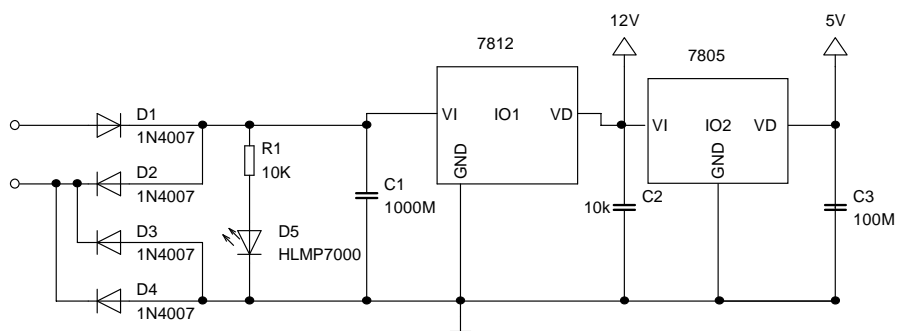 12V
5V
7812
7805
D1
1N4007
VI
IO1
VD
GND
VI
IO2
VD
GND
R1
10K
D2
1N4007
C1
1000M
10k
C2
C3
100M
D3
1N4007
D5
HLMP7000
D4
1N4007